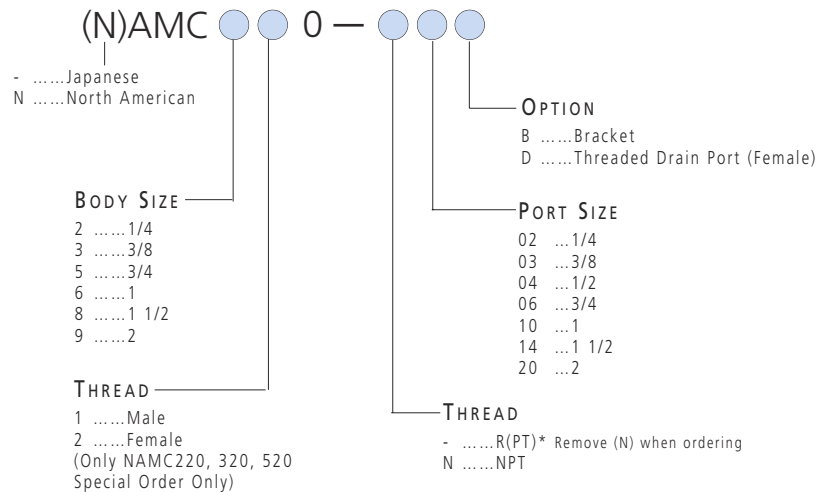 (N)AMC 0 —
- ......Japanese
N ......North American
BODY SIZE
2 ......1/4
3 ......3/8
5 ......3/4
6 ......1
8 ......1 1/2
9 ......2
THREAD
1 ......Male
2 ......Female
(Only NAMC220, 320, 520
Special Order Only)
OPTION
B ......Bracket
D ......Threaded Drain Port (Female)
PORT SIZE
02 ...1/4
03 ...3/8
04 ...1/2
06 ...3/4
10 ...1
14 ...1 1/2
20 ...2
THREAD
- ......R(PT)* Remove (N) when ordering
N ......NPT